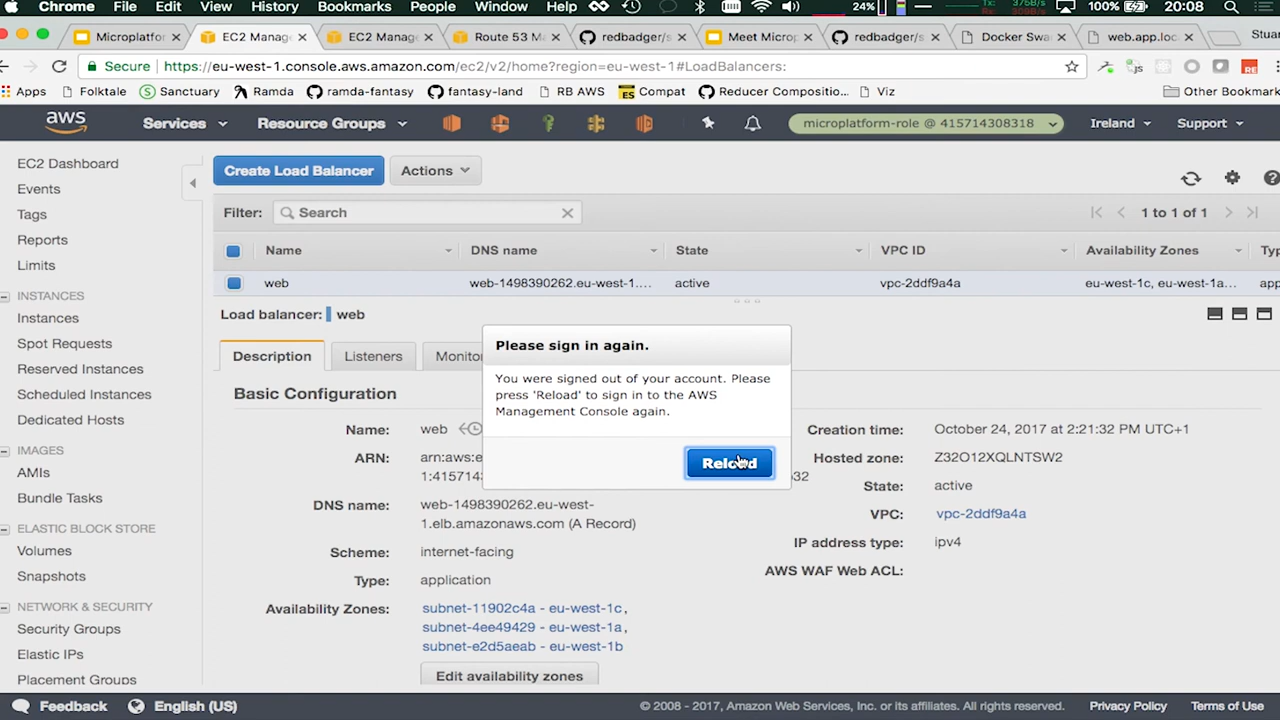 Chrome File Edit View History Bookmarks People Window Help 24% 100% 20:08
Microplatform EC2 Manage EC2 Manage Route 53 M redbadger/s Meet Microp redbadger/s Docker Swa web.app.loc Stuar
Secure https://eu-west-1.console.aws.amazon.com/ec2/v2/home?region=eu-west-1#LoadBalancers:
Apps Folktale Sanctuary Ramda ramda-fantasy fantasy-land RB AWS Compat Reducer Compositio... Viz Other Bookmark
aws Services Resource Groups microplatform-role @ 415714308318 Ireland Support
EC2 Dashboard
Events
Tags
Reports
Limits
INSTANCES
Instances
Spot Requests
Reserved Instances
Scheduled Instances
Dedicated Hosts
IMAGES
AMIs
Bundle Tasks
ELASTIC BLOCK STORE
Volumes
Snapshots
NETWORK & SECURITY
Security Groups
Elastic IPs
Placement Groups
Create Load Balancer Actions
Filter: Search 1 to 1 of 1
Name DNS name State VPC ID Availability Zones Typ
web web-1498390262.eu-west-1.... active vpc-2ddf9a4a eu-west-1c, eu-west-1a... app
Load balancer: web
Description Listeners Monito
Basic Configuration
Name: web
ARN: arn:aws:e
1:41571 32
DNS name: web-1498390262.eu-west-
1.elb.amazonaws.com (A Record)
Scheme: internet-facing
Type: application
Availability Zones: subnet-11902c4a - eu-west-1c,
subnet-4ee49429 - eu-west-1a,
subnet-e2d5aeab - eu-west-1b
Edit availability zones
Creation time: October 24, 2017 at 2:21:32 PM UTC+1
Hosted zone: Z32O12XQLNTSW2
State: active
VPC: vpc-2ddf9a4a
IP address type: ipv4
AWS WAF Web ACL:
Please sign in again.
You were signed out of your account. Please
press 'Reload' to sign in to the AWS
Management Console again.
Reload
Feedback English (US) © 2008 - 2017, Amazon Web Services, Inc. or its affiliates. All rights reserved. Privacy Policy Terms of Use